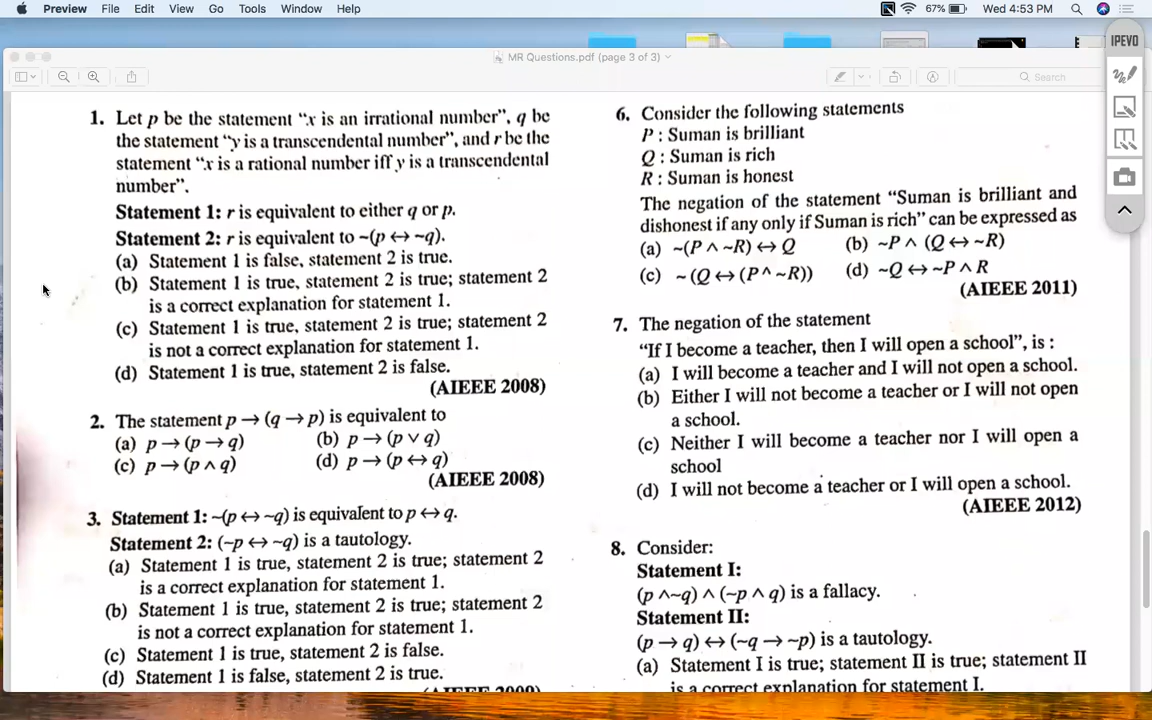 Preview File Edit View Go Tools Window Help
67% Wed 4:53 PM
IPEVO
MR Questions.pdf (page 3 of 3)
Search
1. Let p be the statement “x is an irrational number”, q be
the statement “y is a transcendental number”, and r be the
statement “x is a rational number iff y is a transcendental
number”.
Statement 1: r is equivalent to either q or p.
Statement 2: r is equivalent to ~(p ↔ ~q).
(a) Statement 1 is false, statement 2 is true.
(b) Statement 1 is true, statement 2 is true; statement 2
is a correct explanation for statement 1.
(c) Statement 1 is true, statement 2 is true; statement 2
is not a correct explanation for statement 1.
(d) Statement 1 is true, statement 2 is false.
(AIEEE 2008)
2. The statement p → (q → p) is equivalent to
(a) p → (p → q) (b) p → (p ∨ q)
(c) p → (p ∧ q) (d) p → (p ↔ q)
(AIEEE 2008)
3. Statement 1: ~(p ↔ ~q) is equivalent to p ↔ q.
Statement 2: (~p ↔ ~q) is a tautology.
(a) Statement 1 is true, statement 2 is true; statement 2
is a correct explanation for statement 1.
(b) Statement 1 is true, statement 2 is true; statement 2
is not a correct explanation for statement 1.
(c) Statement 1 is true, statement 2 is false.
(d) Statement 1 is false, statement 2 is true.
6. Consider the following statements
P : Suman is brilliant
Q : Suman is rich
R : Suman is honest
The negation of the statement “Suman is brilliant and
dishonest if any only if Suman is rich” can be expressed as
(a) ~(P ∧ ~R) ↔ Q (b) ~P ∧ (Q ↔ ~R)
(c) ~ (Q ↔ (P ∧ ~R)) (d) ~Q ↔ ~P ∧ R
(AIEEE 2011)
7. The negation of the statement
“If I become a teacher, then I will open a school”, is :
(a) I will become a teacher and I will not open a school.
(b) Either I will not become a teacher or I will not open
a school.
(c) Neither I will become a teacher nor I will open a
school
(d) I will not become a teacher or I will open a school.
(AIEEE 2012)
8. Consider:
Statement I:
(p ∧~q) ∧ (~p ∧ q) is a fallacy.
Statement II:
(p → q) ↔ (~q → ~p) is a tautology.
(a) Statement I is true; statement II is true; statement II
is a correct explanation for statement I.